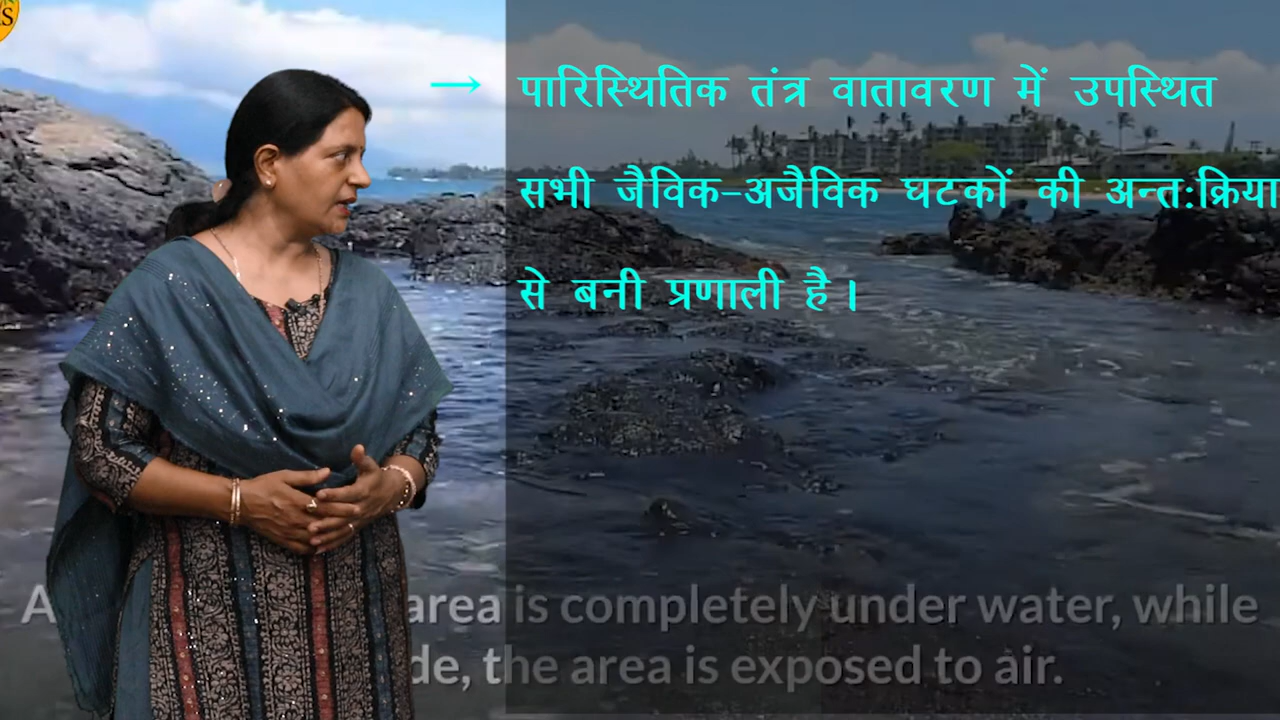 → पारिस्थितिक तंत्र वातावरण में उपस्थित
सभी जैविक-अजैविक घटकों की अन्त:क्रिया
से बनी प्रणाली है।
area is completely under water, while
the area is exposed to air.